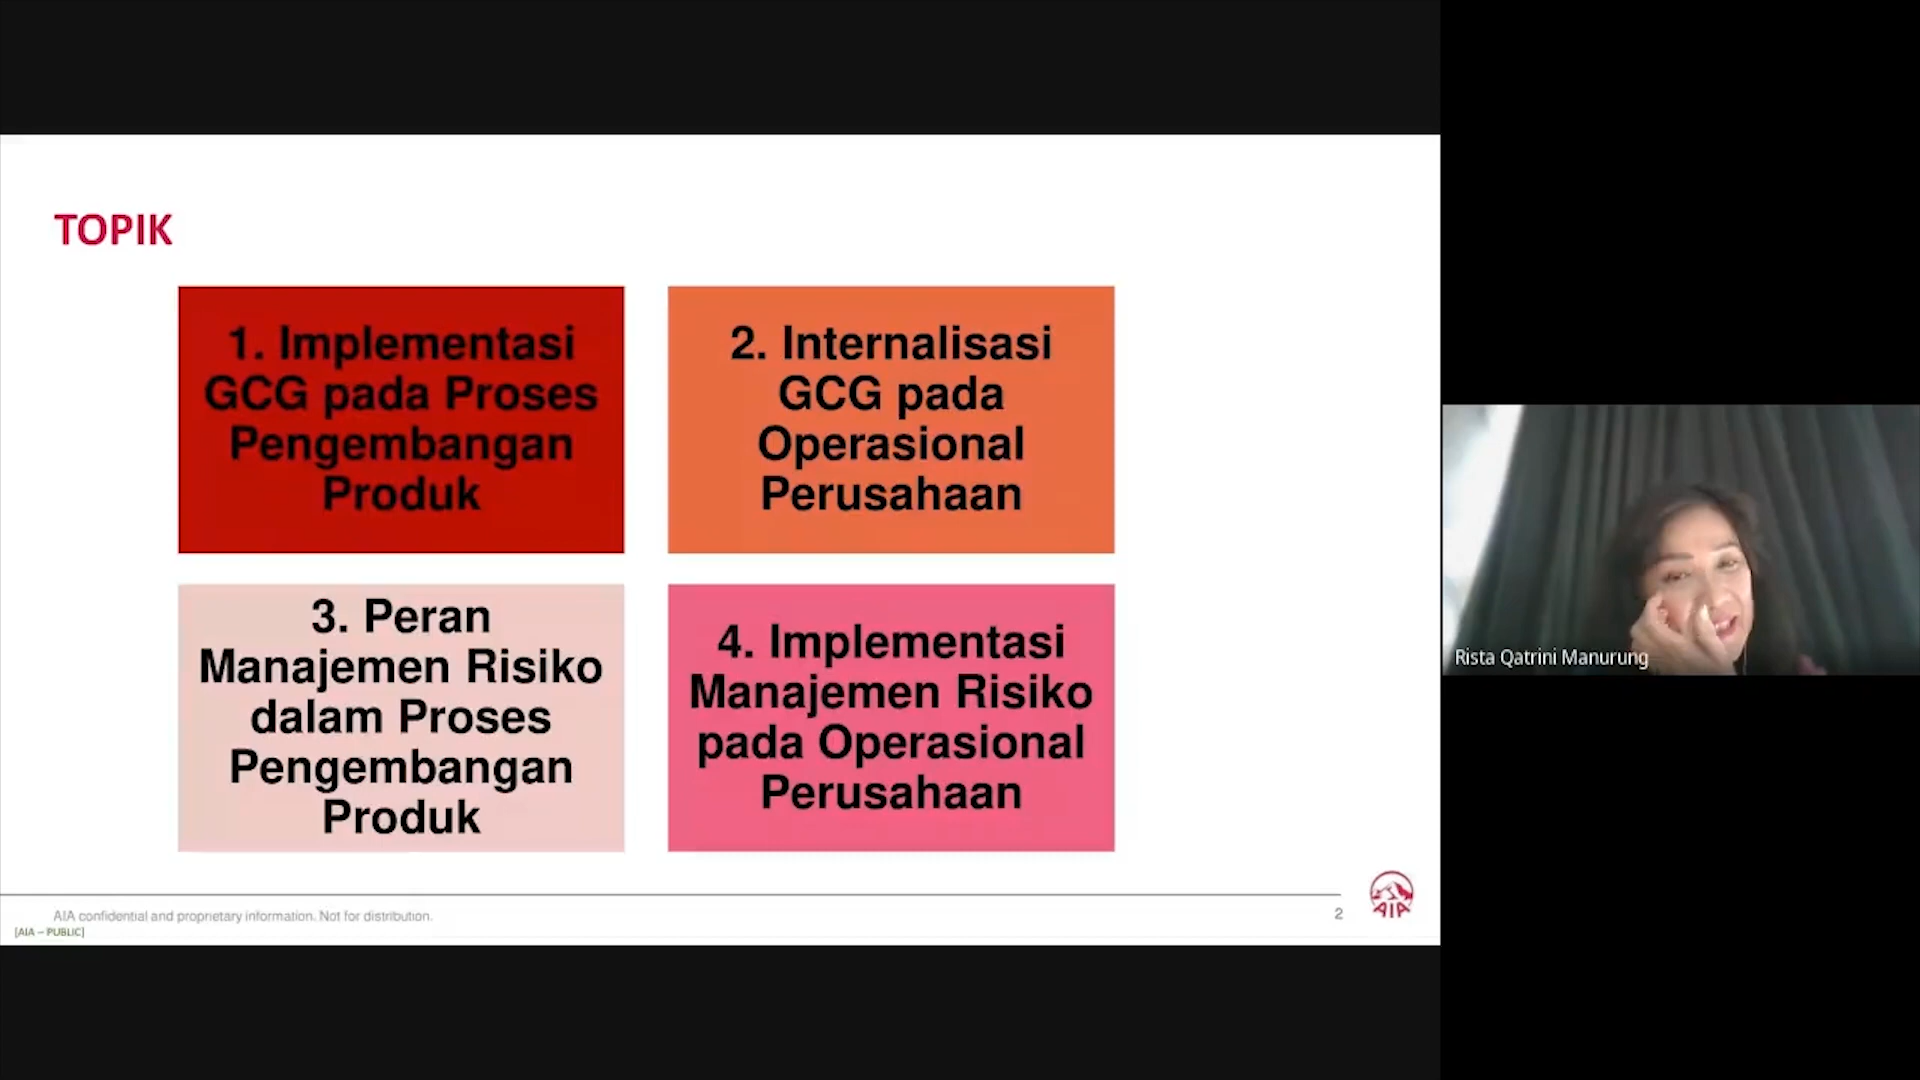 TOPIK
1. Implementasi
GCG pada Proses
Pengembangan
Produk
2. Internalisasi
GCG pada
Operasional
Perusahaan
3. Peran
Manajemen Risiko
dalam Proses
Pengembangan
Produk
4. Implementasi
Manajemen Risiko
pada Operasional
Perusahaan
AIA confidential and proprietary information. Not for distribution.
[AIA – PUBLIC]
2
AIA
Rista Qatrini Manurung